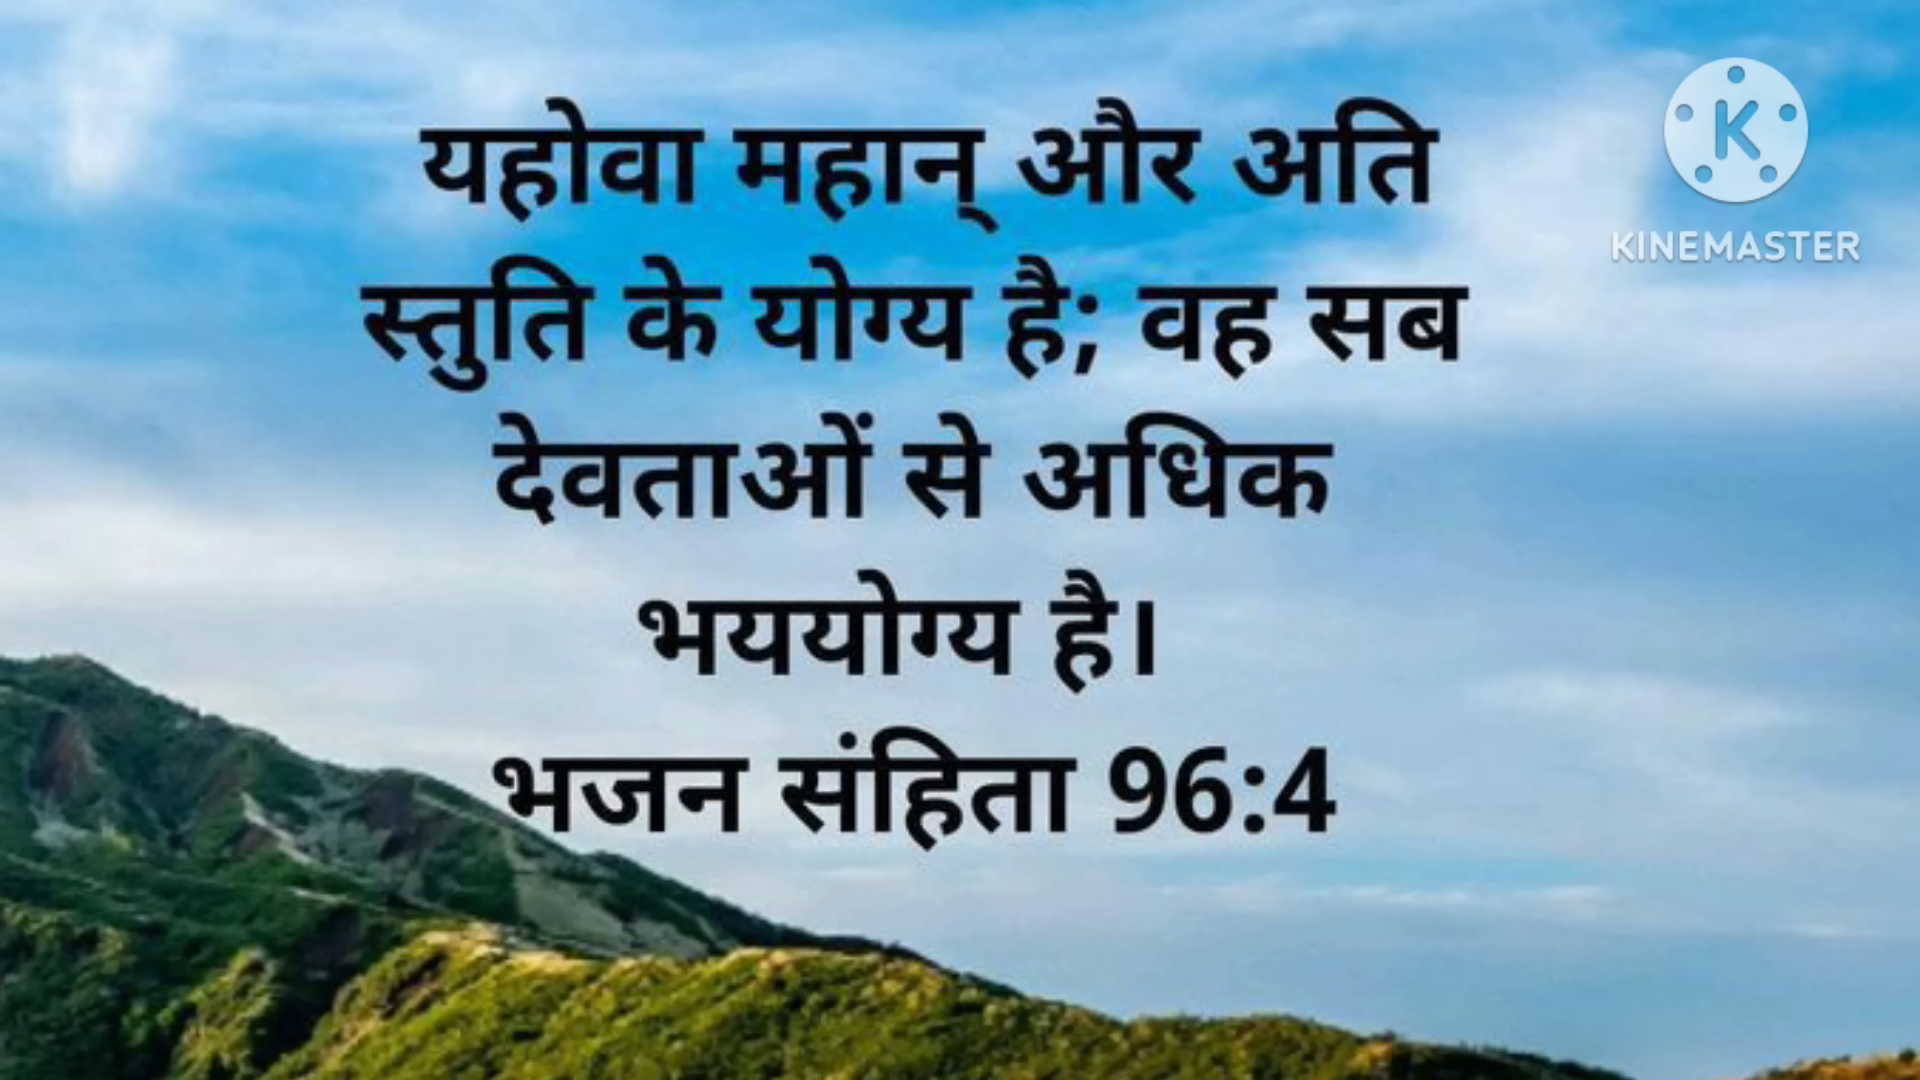 यहोवा महान् और अति
स्तुति के योग्य है; वह सब
देवताओं से अधिक
भययोग्य है।
भजन संहिता 96:4
K
KINEMASTER